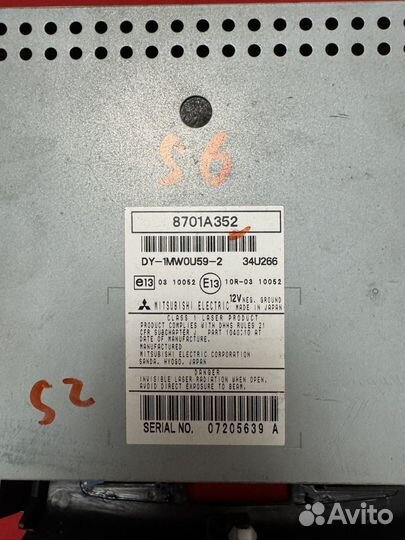 S6
8701A352
DY-1MW0U59-2 34U266
e13 03 10052 E13 10R-03 10052
MITSUBISHI ELECTRIC 12V NEG. GROUND MADE IN JAPAN
CLASS 1 LASER PRODUCT
PRODUCT COMPLIES WITH DHHS RULES 21
CFR SUBCHAPTER J PART 1040:10 AT
DATE OF MANUFACTURE.
MANUFACTURED
MITSUBISHI ELECTRIC CORPORATION
SANDA, HYOGO, JAPAN
DANGER
INVISIBLE LASER RADIATION WHEN OPEN.
AVOID DIRECT EXPOSURE TO BEAM.
SERIAL NO. 07205639 A
S2
Avito